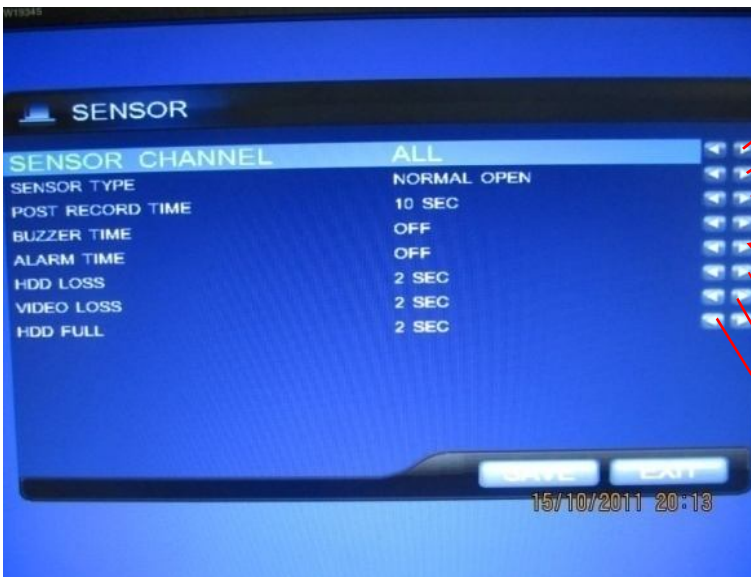 W19345
SENSOR
SENSOR CHANNEL ALL
SENSOR TYPE NORMAL OPEN
POST RECORD TIME 10 SEC
BUZZER TIME OFF
ALARM TIME OFF
HDD LOSS 2 SEC
VIDEO LOSS 2 SEC
HDD FULL 2 SEC
SAVE EXIT
15/10/2011 20:13